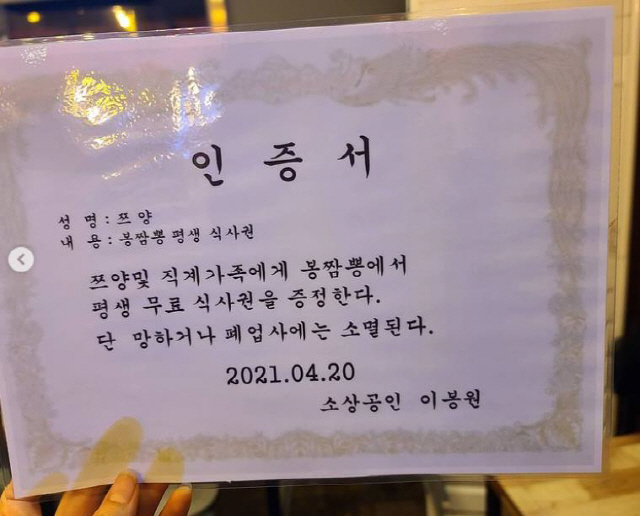 인 증 서
성 명 : 쯔양
내 용 : 봉짬뽕 평생 식사권
쯔양및 직계가족에게 봉짬뽕에서
평생 무료 식사권을 증정한다.
단 망하거나 폐업사에는 소멸된다.
2021.04.20
소상공인 이봉원